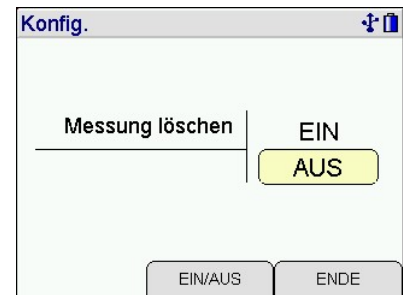 Konfig.
Messung löschen
EIN
AUS
EIN/AUS
ENDE